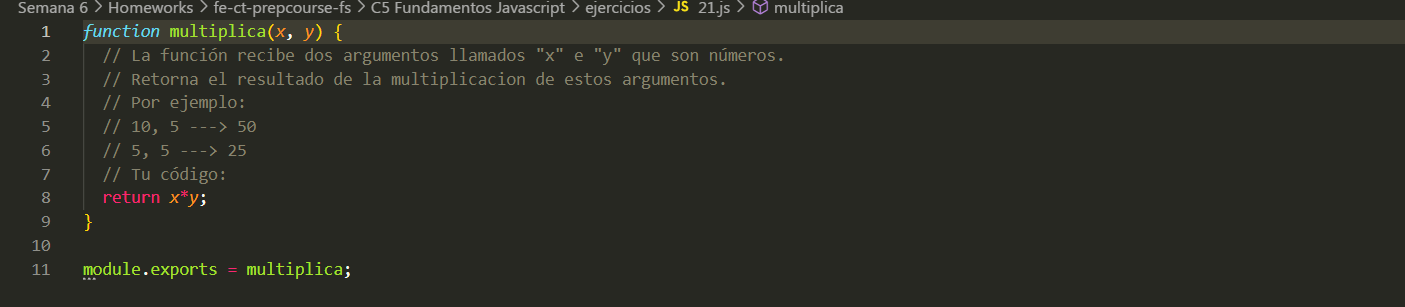 Semana 6 > Homeworks > fe-ct-prepcourse-fs > C5 Fundamentos Javascript > ejercicios > JS 21.js > multiplica
1 function multiplica(x, y) {
2 // La función recibe dos argumentos llamados "x" e "y" que son números.
3 // Retorna el resultado de la multiplicacion de estos argumentos.
4 // Por ejemplo:
5 // 10, 5 ---> 50
6 // 5, 5 ---> 25
7 // Tu código:
8 return x*y;
9 }
10
11 module.exports = multiplica;